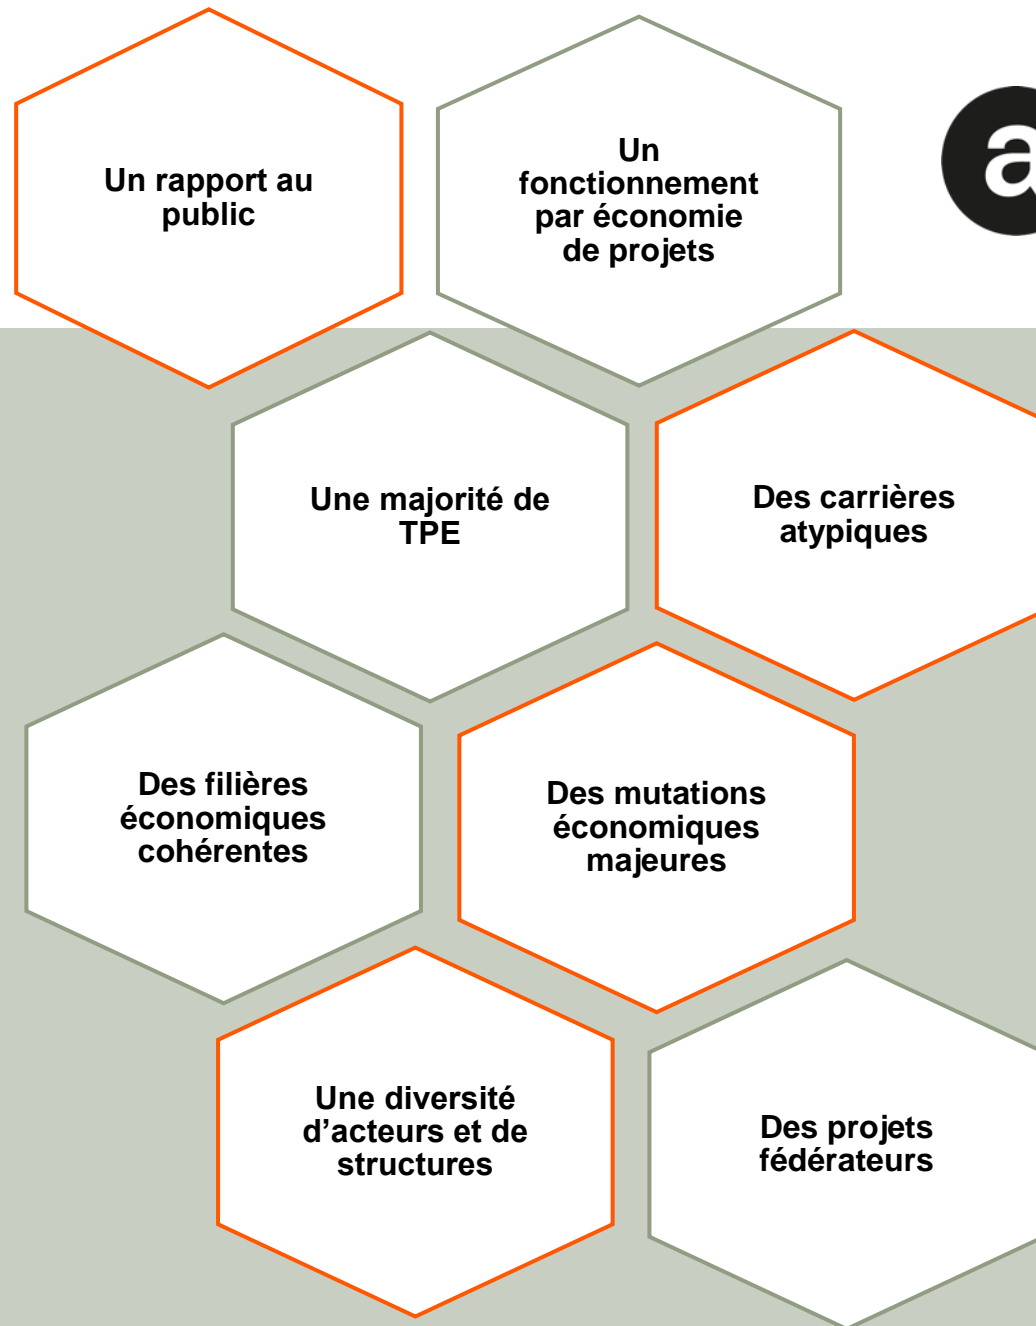 Un rapport au
public
Un
fonctionnement
par économie
de projets
a
Une majorité de
TPE
Des carrières
atypiques
Des filières
économiques
cohérentes
Des mutations
économiques
majeures
Une diversité
d’acteurs et de
structures
Des projets
fédérateurs